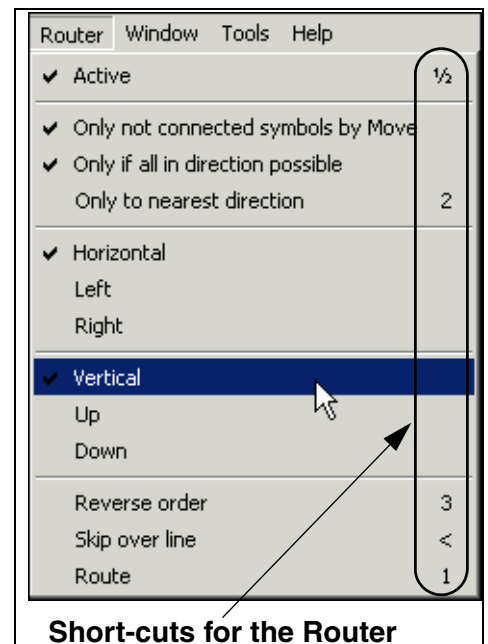 Router Window Tools Help
✔ Active ½
✔ Only not connected symbols by Move
✔ Only if all in direction possible
Only to nearest direction 2
✔ Horizontal
Left
Right
✔ Vertical
Up
Down
Reverse order 3
Skip over line <
Route 1
Short-cuts for the Router